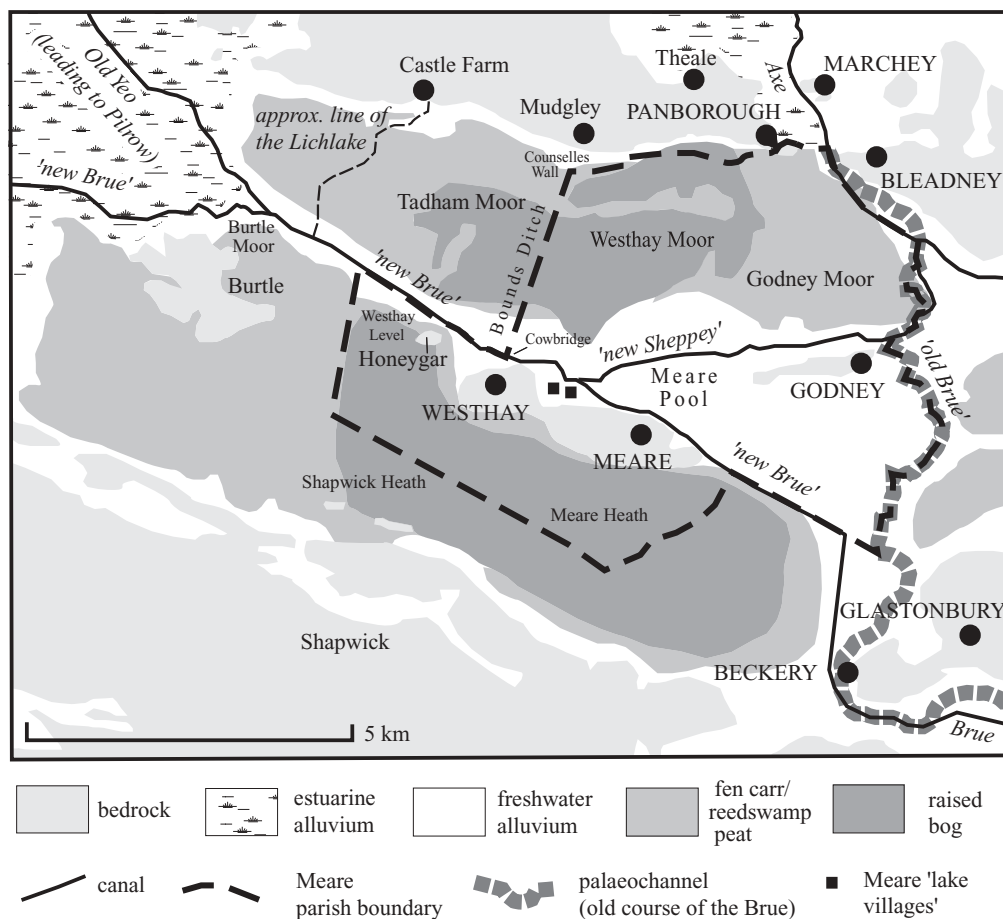 Old Yeo
(leading to Pilrow)
'new Brue'
Castle Farm
approx. line of
the Lichlake
Theale
Axe
MARCHEY
Mudgley
PANBOROUGH
Counselles
Wall
BLEADNEY
Tadham Moor
Bounds Ditch
Westhay Moor
Burtle
Moor
Burtle
'new Brue'
Godney Moor
Westhay
Level
Honeygar
Cowbridge
'new Sheppey'
'old Brue'
WESTHAY
Meare
Pool
GODNEY
MEARE
'new Brue'
Shapwick Heath
Meare Heath
GLASTONBURY
Shapwick
BECKERY
5 km
Brue
bedrock
estuarine
alluvium
freshwater
alluvium
fen carr/
reedswamp
peat
raised
bog
canal
Meare
parish boundary
palaeochannel
(old course of the Brue)
Meare 'lake
villages'